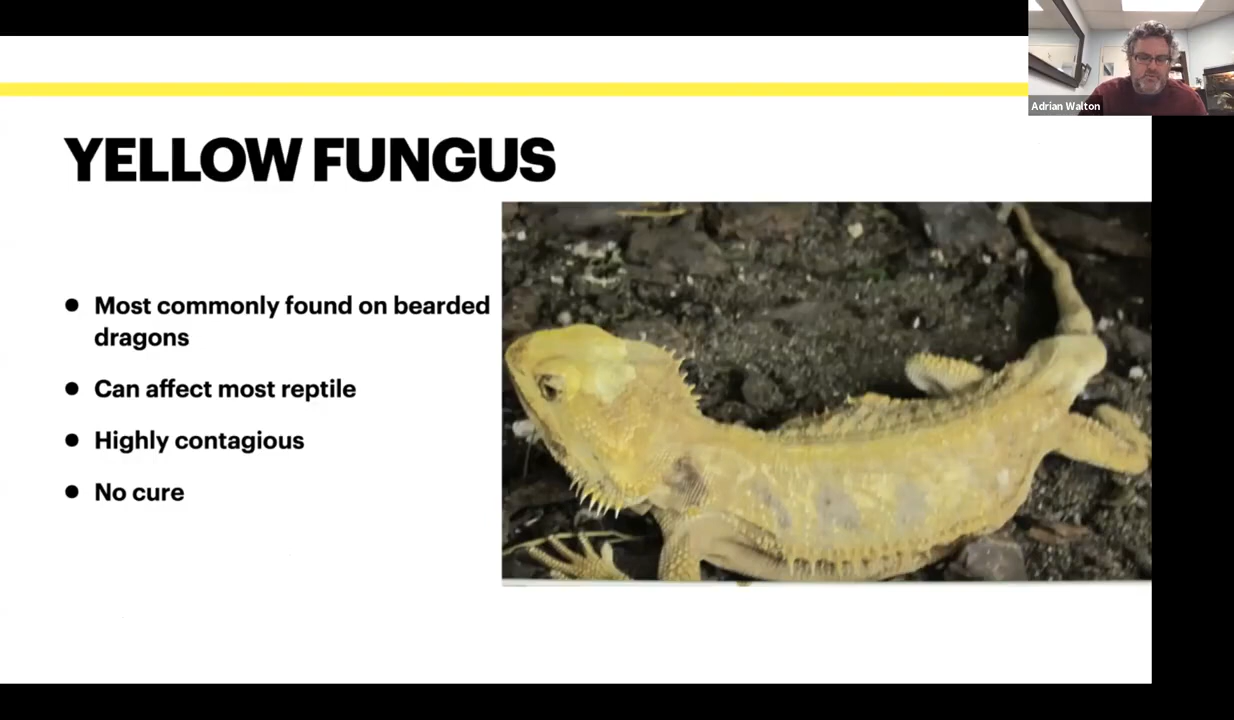 Adrian Walton
YELLOW FUNGUS
● Most commonly found on bearded
dragons
● Can affect most reptile
● Highly contagious
● No cure